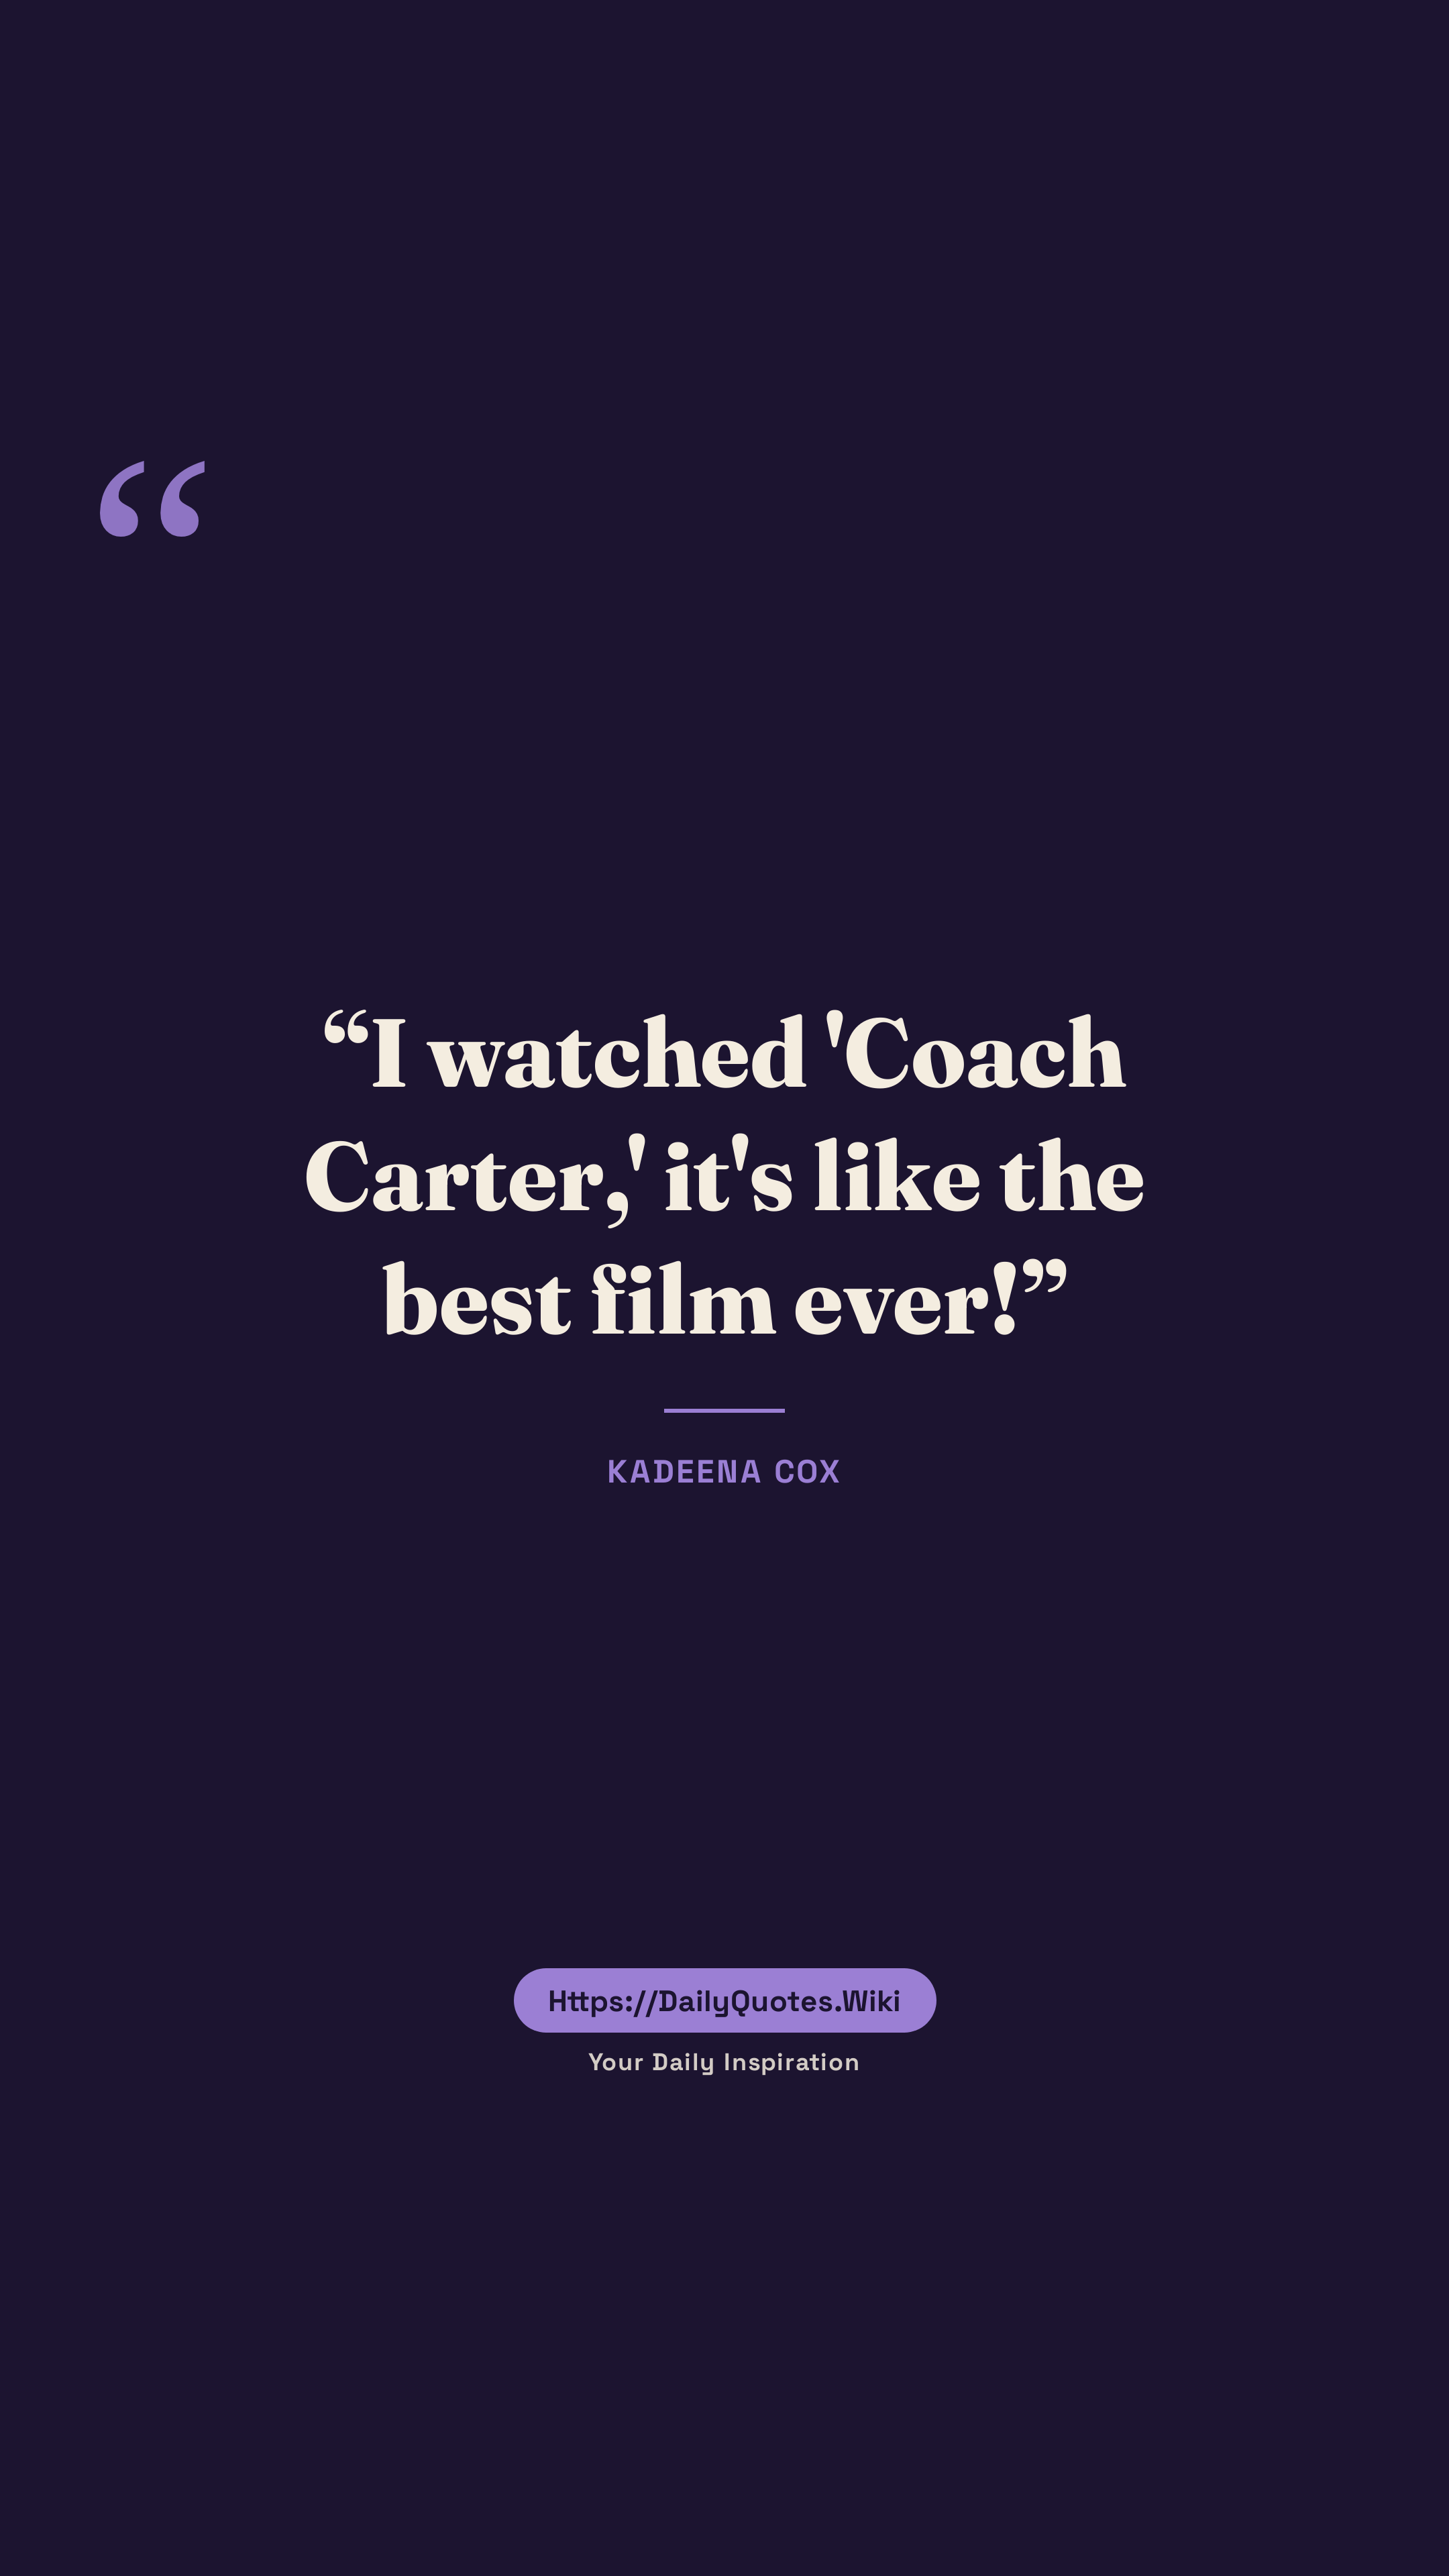 “
“I watched 'Coach
Carter,' it's like the
best film ever!”
KADEENA COX
Https://DailyQuotes.Wiki
Your Daily Inspiration